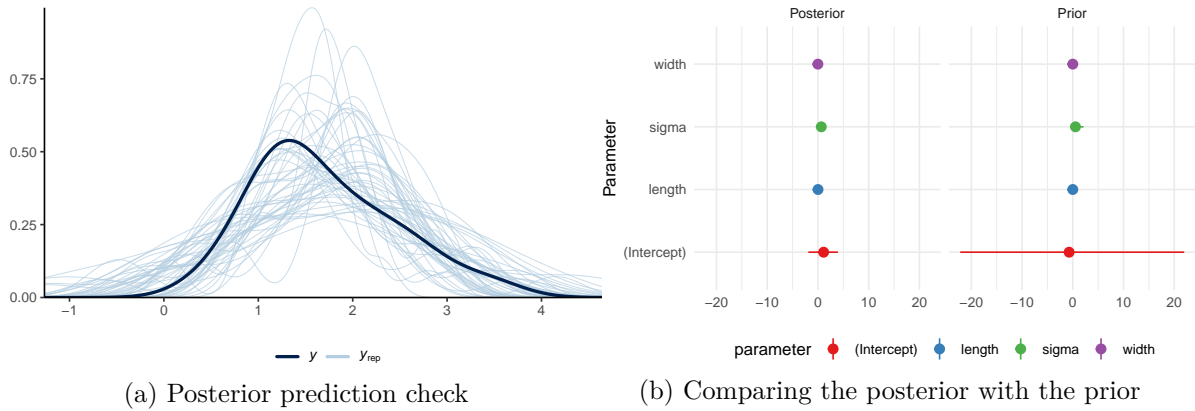 0.75
0.50
0.25
0.00
−1 0 1 2 3 4
y yrep
(a) Posterior prediction check
Posterior Prior
Parameter
width
sigma
length
(Intercept)
−20 −10 0 10 20 −20 −10 0 10 20
parameter (Intercept) length sigma width
(b) Comparing the posterior with the prior